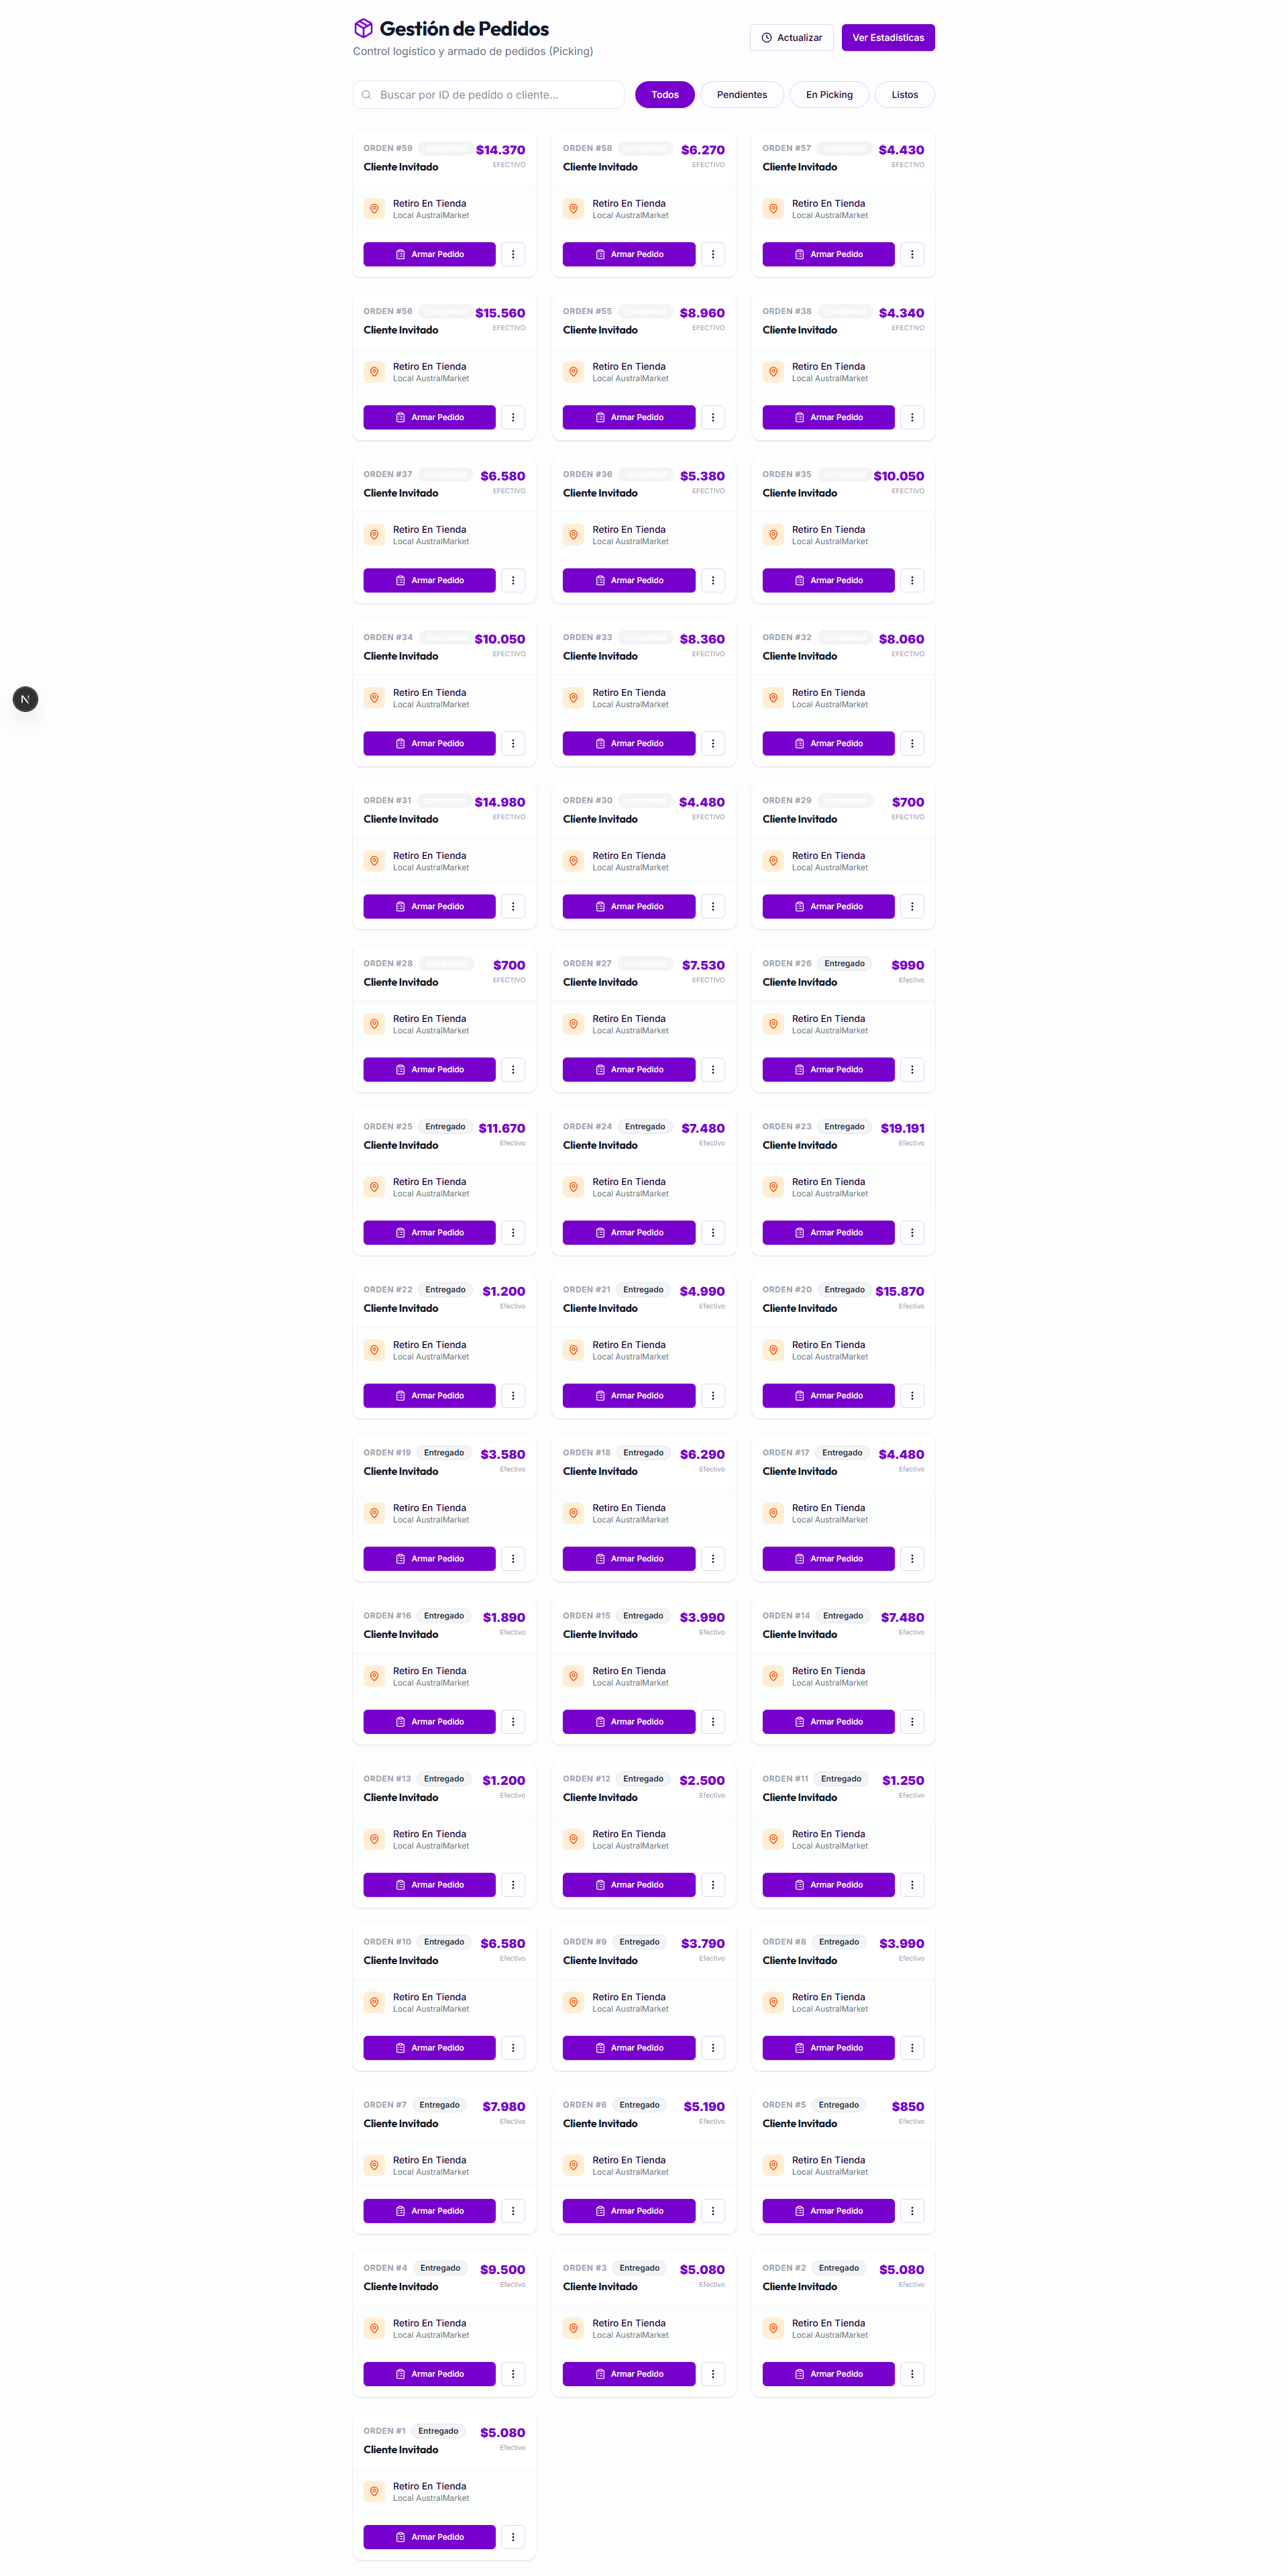 Gestión de Pedidos
Control logístico y armado de pedidos (Picking)
Actualizar
Ver Estadísticas
Buscar por ID de pedido o cliente...
Todos
Pendientes
En Picking
Listos
ORDEN #59 completed $14.370
Cliente Invitado EFECTIVO
Retiro En Tienda
Local AustralMarket
Armar Pedido
ORDEN #58 completed $6.270
Cliente Invitado EFECTIVO
Retiro En Tienda
Local AustralMarket
Armar Pedido
ORDEN #57 completed $4.430
Cliente Invitado EFECTIVO
Retiro En Tienda
Local AustralMarket
Armar Pedido
ORDEN #56 completed $15.560
Cliente Invitado EFECTIVO
Retiro En Tienda
Local AustralMarket
Armar Pedido
ORDEN #55 completed $8.960
Cliente Invitado EFECTIVO
Retiro En Tienda
Local AustralMarket
Armar Pedido
ORDEN #38 completed $4.340
Cliente Invitado EFECTIVO
Retiro En Tienda
Local AustralMarket
Armar Pedido
ORDEN #37 completed $6.580
Cliente Invitado EFECTIVO
Retiro En Tienda
Local AustralMarket
Armar Pedido
ORDEN #36 completed $5.380
Cliente Invitado EFECTIVO
Retiro En Tienda
Local AustralMarket
Armar Pedido
ORDEN #35 completed $10.050
Cliente Invitado EFECTIVO
Retiro En Tienda
Local AustralMarket
Armar Pedido
ORDEN #34 completed $10.050
Cliente Invitado EFECTIVO
Retiro En Tienda
Local AustralMarket
Armar Pedido
ORDEN #33 completed $8.360
Cliente Invitado EFECTIVO
Retiro En Tienda
Local AustralMarket
Armar Pedido
ORDEN #32 completed $8.060
Cliente Invitado EFECTIVO
Retiro En Tienda
Local AustralMarket
Armar Pedido
ORDEN #31 completed $14.980
Cliente Invitado EFECTIVO
Retiro En Tienda
Local AustralMarket
Armar Pedido
ORDEN #30 completed $4.480
Cliente Invitado EFECTIVO
Retiro En Tienda
Local AustralMarket
Armar Pedido
ORDEN #29 completed $700
Cliente Invitado EFECTIVO
Retiro En Tienda
Local AustralMarket
Armar Pedido
ORDEN #28 completed $700
Cliente Invitado EFECTIVO
Retiro En Tienda
Local AustralMarket
Armar Pedido
ORDEN #27 completed $7.530
Cliente Invitado EFECTIVO
Retiro En Tienda
Local AustralMarket
Armar Pedido
ORDEN #26 Entregado $990
Cliente Invitado Efectivo
Retiro En Tienda
Local AustralMarket
Armar Pedido
ORDEN #25 Entregado $11.670
Cliente Invitado Efectivo
Retiro En Tienda
Local AustralMarket
Armar Pedido
ORDEN #24 Entregado $7.480
Cliente Invitado Efectivo
Retiro En Tienda
Local AustralMarket
Armar Pedido
ORDEN #23 Entregado $19.191
Cliente Invitado Efectivo
Retiro En Tienda
Local AustralMarket
Armar Pedido
ORDEN #22 Entregado $1.200
Cliente Invitado Efectivo
Retiro En Tienda
Local AustralMarket
Armar Pedido
ORDEN #21 Entregado $4.990
Cliente Invitado Efectivo
Retiro En Tienda
Local AustralMarket
Armar Pedido
ORDEN #20 Entregado $15.870
Cliente Invitado Efectivo
Retiro En Tienda
Local AustralMarket
Armar Pedido
ORDEN #19 Entregado $3.580
Cliente Invitado Efectivo
Retiro En Tienda
Local AustralMarket
Armar Pedido
ORDEN #18 Entregado $6.290
Cliente Invitado Efectivo
Retiro En Tienda
Local AustralMarket
Armar Pedido
ORDEN #17 Entregado $4.480
Cliente Invitado Efectivo
Retiro En Tienda
Local AustralMarket
Armar Pedido
ORDEN #16 Entregado $1.890
Cliente Invitado Efectivo
Retiro En Tienda
Local AustralMarket
Armar Pedido
ORDEN #15 Entregado $3.990
Cliente Invitado Efectivo
Retiro En Tienda
Local AustralMarket
Armar Pedido
ORDEN #14 Entregado $7.480
Cliente Invitado Efectivo
Retiro En Tienda
Local AustralMarket
Armar Pedido
ORDEN #13 Entregado $1.200
Cliente Invitado Efectivo
Retiro En Tienda
Local AustralMarket
Armar Pedido
ORDEN #12 Entregado $2.500
Cliente Invitado Efectivo
Retiro En Tienda
Local AustralMarket
Armar Pedido
ORDEN #11 Entregado $1.250
Cliente Invitado Efectivo
Retiro En Tienda
Local AustralMarket
Armar Pedido
ORDEN #10 Entregado $6.580
Cliente Invitado Efectivo
Retiro En Tienda
Local AustralMarket
Armar Pedido
ORDEN #9 Entregado $3.790
Cliente Invitado Efectivo
Retiro En Tienda
Local AustralMarket
Armar Pedido
ORDEN #8 Entregado $3.990
Cliente Invitado Efectivo
Retiro En Tienda
Local AustralMarket
Armar Pedido
ORDEN #7 Entregado $7.980
Cliente Invitado Efectivo
Retiro En Tienda
Local AustralMarket
Armar Pedido
ORDEN #6 Entregado $5.190
Cliente Invitado Efectivo
Retiro En Tienda
Local AustralMarket
Armar Pedido
ORDEN #5 Entregado $850
Cliente Invitado Efectivo
Retiro En Tienda
Local AustralMarket
Armar Pedido
ORDEN #4 Entregado $9.500
Cliente Invitado Efectivo
Retiro En Tienda
Local AustralMarket
Armar Pedido
ORDEN #3 Entregado $5.080
Cliente Invitado Efectivo
Retiro En Tienda
Local AustralMarket
Armar Pedido
ORDEN #2 Entregado $5.080
Cliente Invitado Efectivo
Retiro En Tienda
Local AustralMarket
Armar Pedido
ORDEN #1 Entregado $5.080
Cliente Invitado Efectivo
Retiro En Tienda
Local AustralMarket
Armar Pedido
N